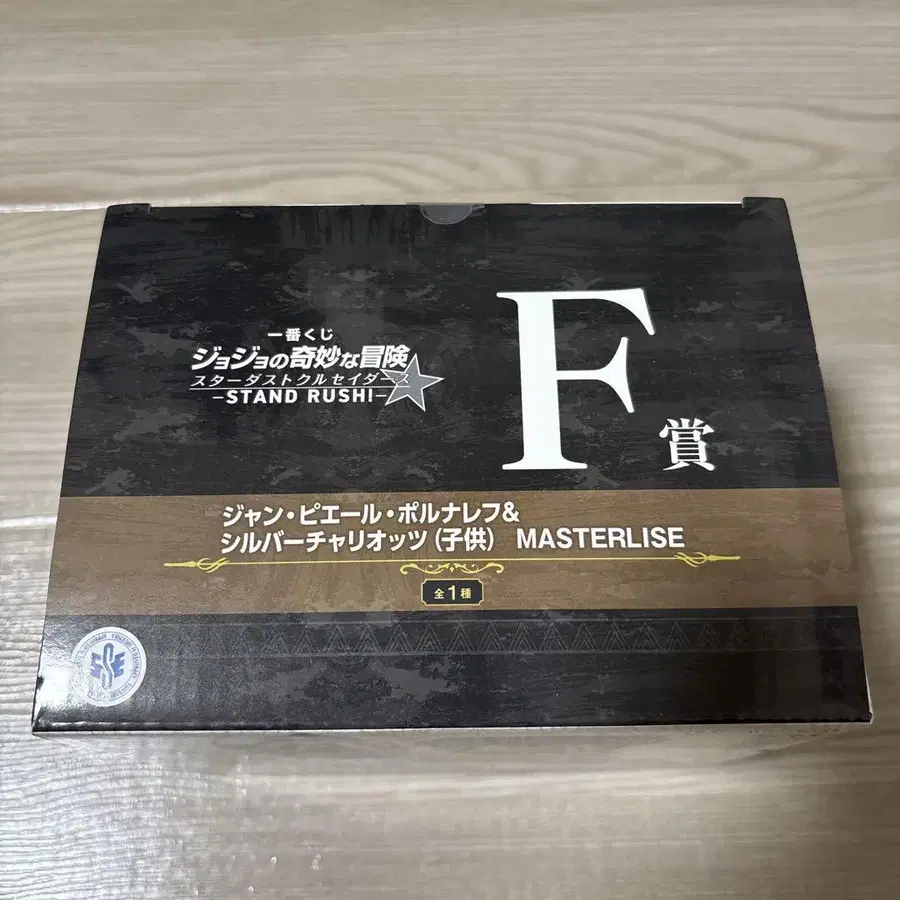 一番くじ
ジョジョの奇妙な冒険
スターダストクルセイダース
-STAND RUSH!-
F
賞
ジャン・ピエール・ポルナレフ&
シルバーチャリオッツ(子供) MASTERLISE
全1種